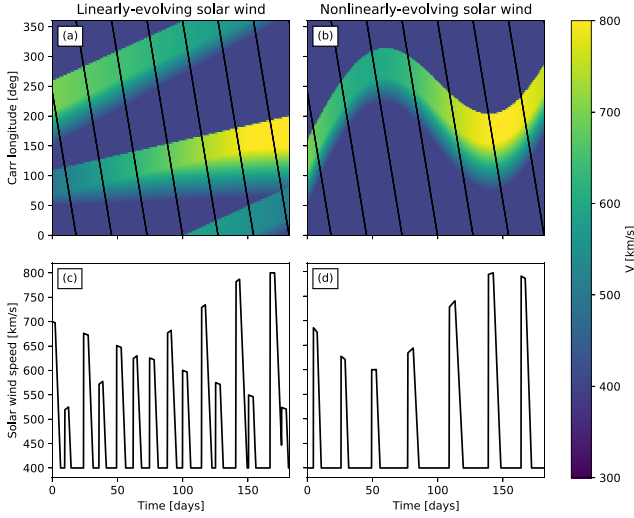 Linearly-evolving solar wind
Nonlinearly-evolving solar wind
(a)
(b)
Carr longitude [deg]
350
300
250
200
150
100
50
0
800
700
600
500
400
300
V [km/s]
(c)
(d)
Solar wind speed [km/s]
800
750
700
650
600
550
500
450
400
0 50 100 150
0 50 100 150
Time [days]
Time [days]